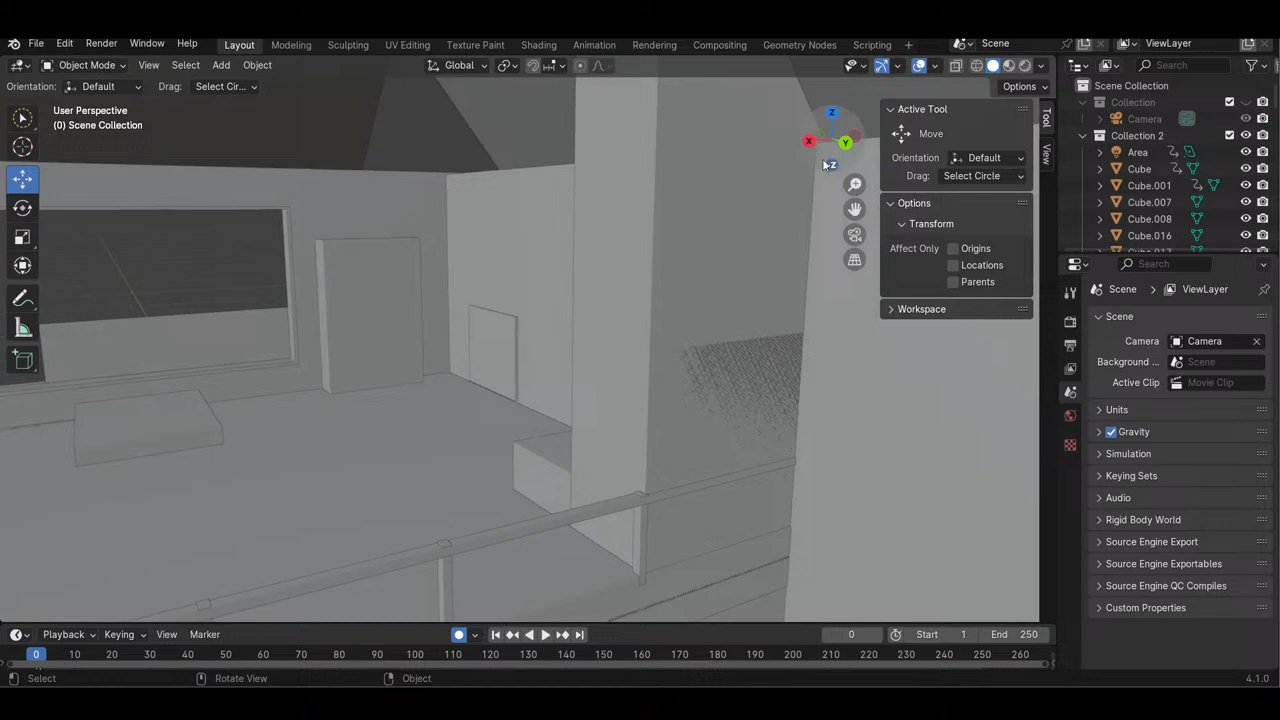 File Edit Render Window Help Layout Modeling Sculpting UV Editing Texture Paint Shading Animation Rendering Compositing Geometry Nodes Scripting + Scene ViewLayer
Object Mode View Select Add Object Global Search
Orientation: Default Drag: Select Cir... Options
User Perspective
(0) Scene Collection
Z
X
Y
Z
Active Tool
Move
Orientation Default
Drag: Select Circle
Options
Transform
Affect Only Origins
Locations
Parents
Workspace
Tool
View
Scene Collection
Collection
Camera
Collection 2
Area
Cube
Cube.001
Cube.007
Cube.008
Cube.016
Search
Scene ViewLayer
Scene
Camera Camera
Background ... Scene
Active Clip Movie Clip
Units
Gravity
Simulation
Keying Sets
Audio
Rigid Body World
Source Engine Export
Source Engine Exportables
Source Engine QC Compiles
Custom Properties
Playback Keying View Marker 0 Start 1 End 250
0 10 20 30 40 50 60 70 80 90 100 110 120 130 140 150 160 170 180 190 200 210 220 230 240 250 260
Select Rotate View Object 4.1.0